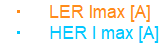 • LER Imax [A]
• HER I max [A]